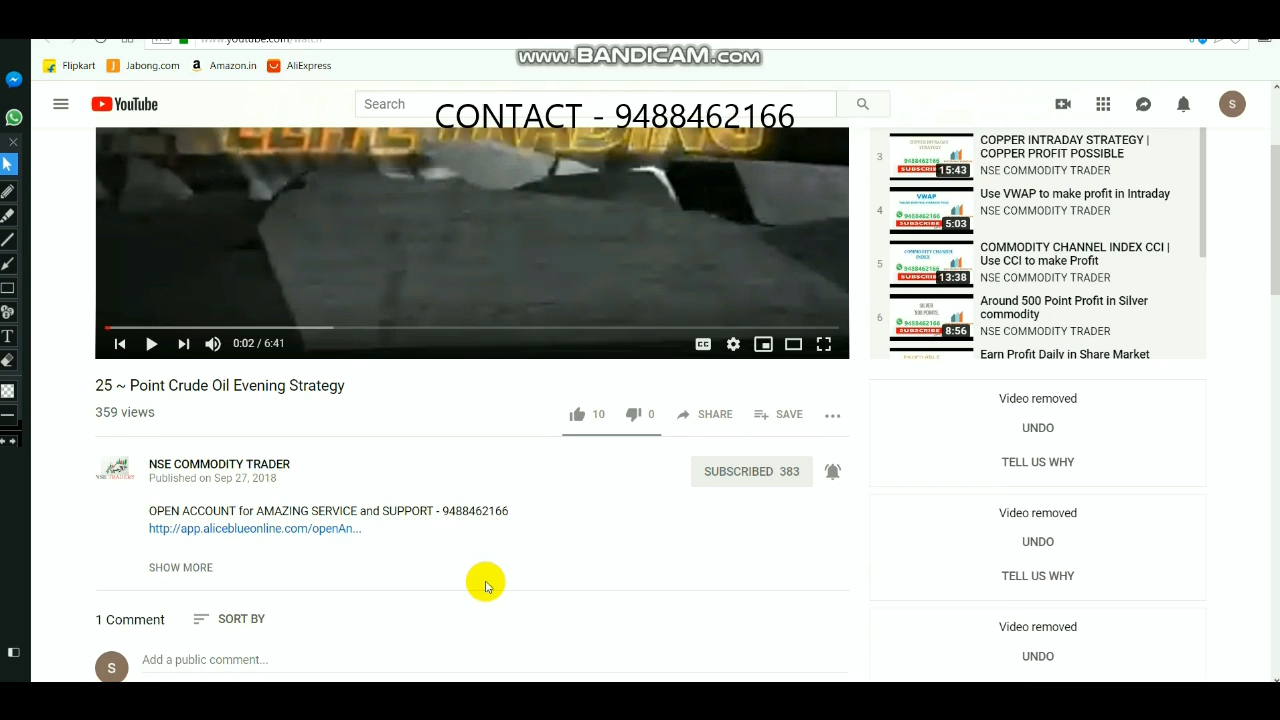 www.BANDICAM.com
Flipkart
Jabong.com
Amazon.in
AliExpress
YouTube
Search
CONTACT - 9488462166
S
3
COPPER INTRADAY STRATEGY |
COPPER PROFIT POSSIBLE
NSE COMMODITY TRADER
15:43
4
Use VWAP to make profit in Intraday
NSE COMMODITY TRADER
VWAP
9488462166
SUBSCRIBE
5:03
5
COMMODITY CHANNEL INDEX CCI |
Use CCI to make Profit
NSE COMMODITY TRADER
13:38
6
Around 500 Point Profit in Silver
commodity
NSE COMMODITY TRADER
8:56
Earn Profit Daily in Share Market
0:02 / 6:41
CC
25 ~ Point Crude Oil Evening Strategy
359 views
10
0
SHARE
SAVE
NSE COMMODITY TRADER
Published on Sep 27, 2018
SUBSCRIBED 383
OPEN ACCOUNT for AMAZING SERVICE and SUPPORT - 9488462166
http://app.aliceblueonline.com/openAn...
SHOW MORE
1 Comment
SORT BY
S
Add a public comment...
Video removed
UNDO
TELL US WHY
Video removed
UNDO
TELL US WHY
Video removed
UNDO